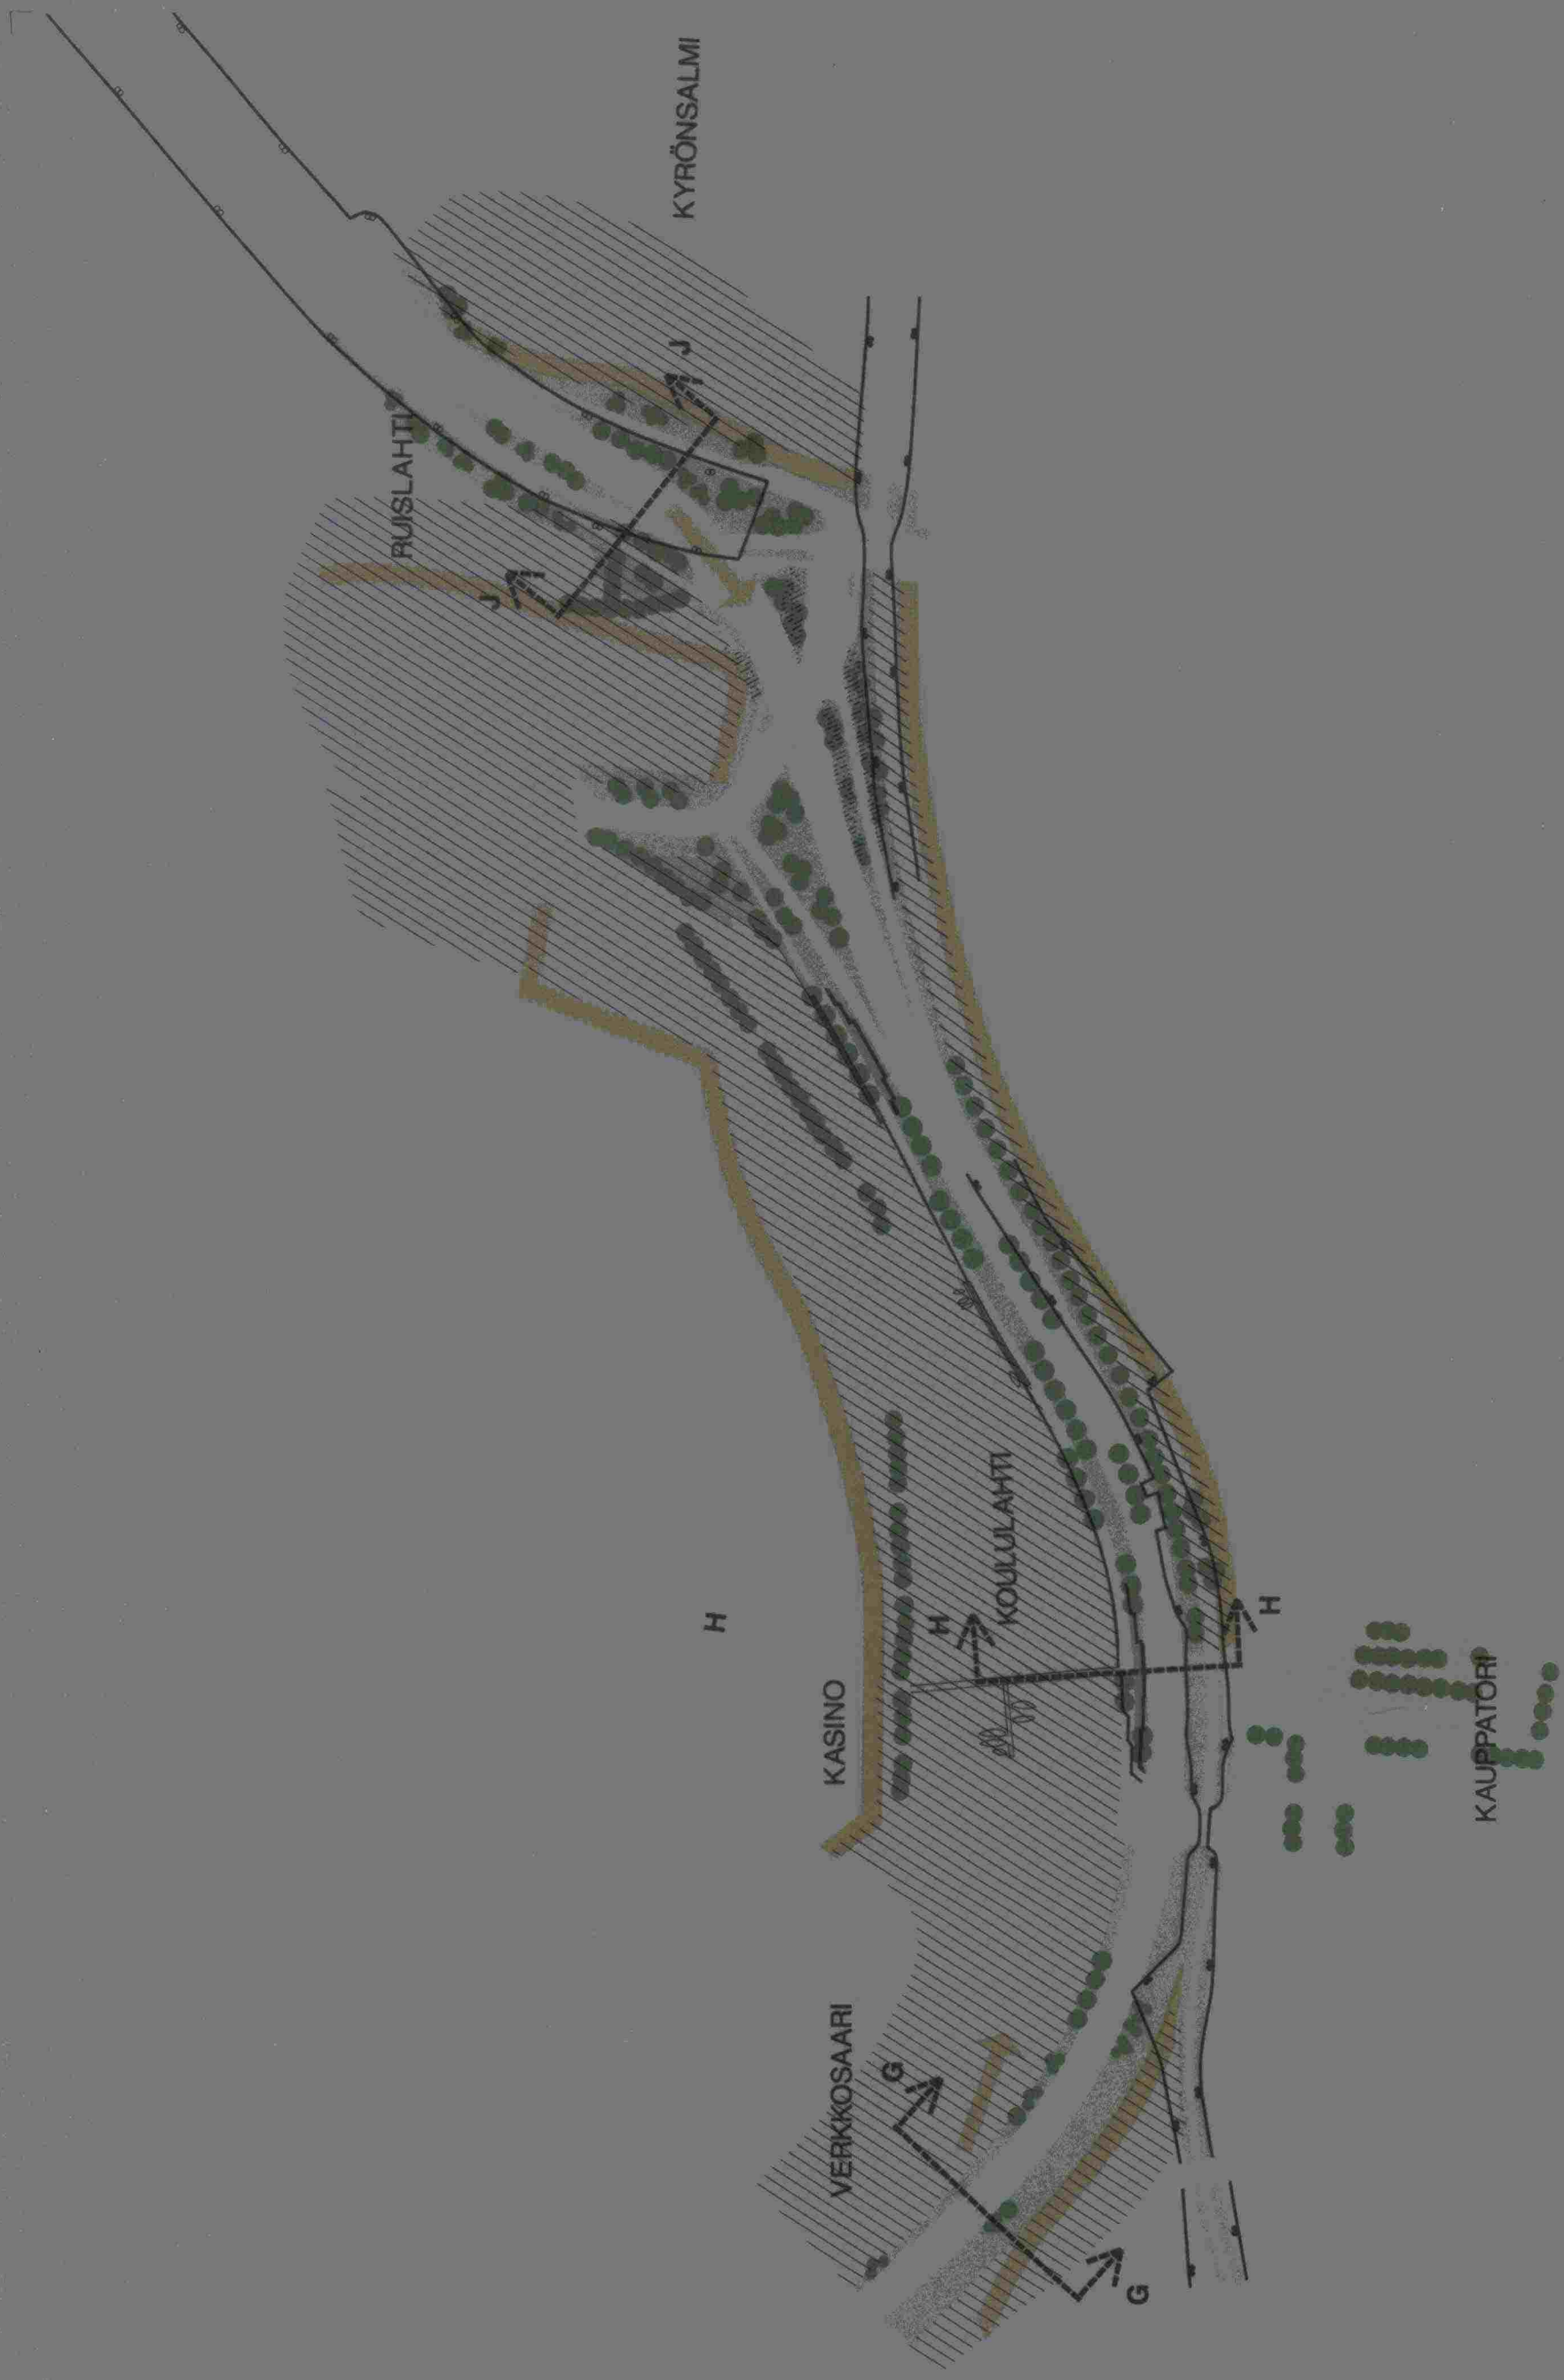 KYRÖNSALMI
J
RUISLAHTI
J
KOULULAHTI
H
H
H
KASINO
KAUPPATORI
VERKKOSAARI
G
G